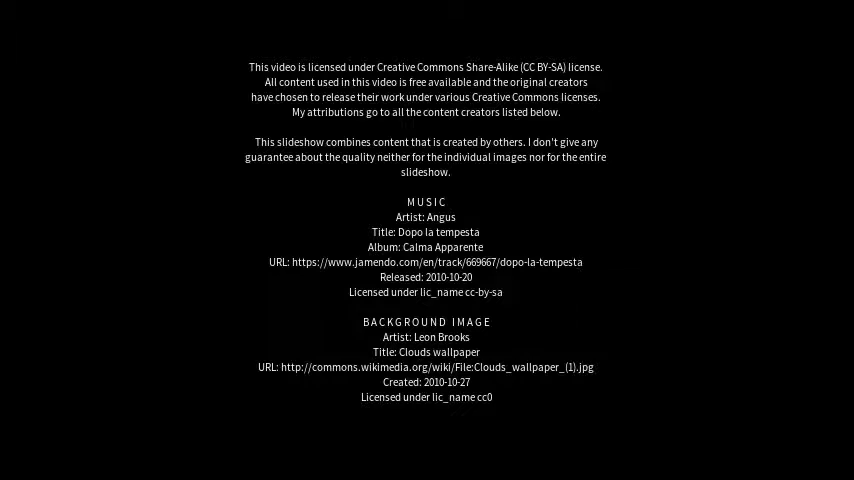 This video is licensed under Creative Commons Share-Alike (CC BY-SA) license.
All content used in this video is free available and the original creators
have chosen to release their work under various Creative Commons licenses.
My attributions go to all the content creators listed below.
This slideshow combines content that is created by others. I don't give any
guarantee about the quality neither for the individual images nor for the entire
slideshow.
MUSIC
Artist: Angus
Title: Dopo la tempesta
Album: Calma Apparente
URL: https://www.jamendo.com/en/track/669667/dopo-la-tempesta
Released: 2010-10-20
Licensed under lic_name cc-by-sa
BACKGROUND IMAGE
Artist: Leon Brooks
Title: Clouds wallpaper
URL: http://commons.wikimedia.org/wiki/File:Clouds_wallpaper_(1).jpg
Created: 2010-10-27
Licensed under lic_name cc0